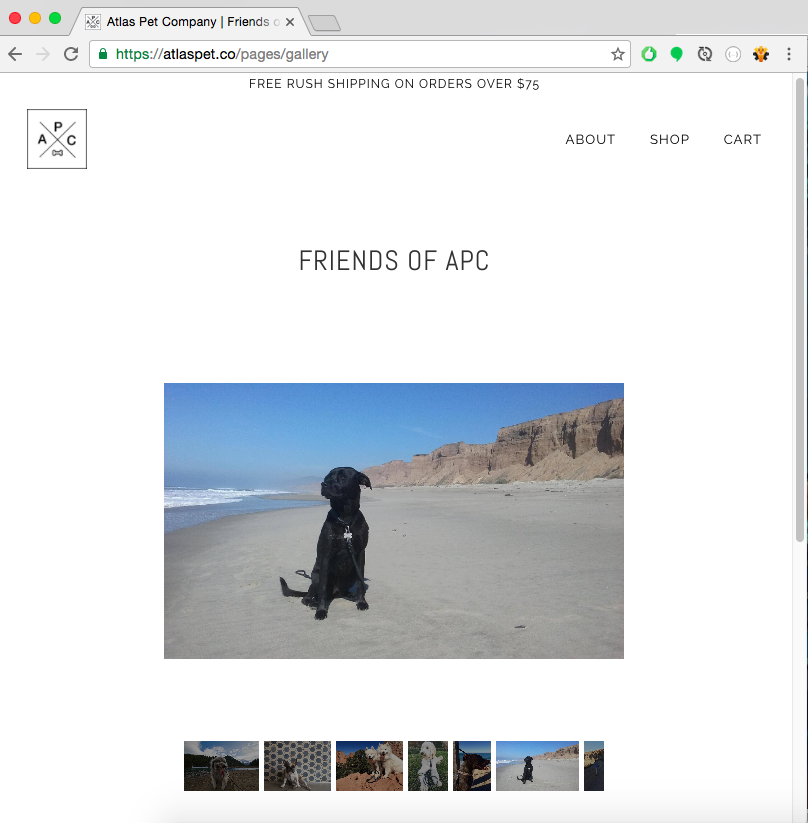 Atlas Pet Company | Friends o
https://atlaspet.co/pages/gallery
FREE RUSH SHIPPING ON ORDERS OVER $75
P
A C
ABOUT SHOP CART
FRIENDS OF APC